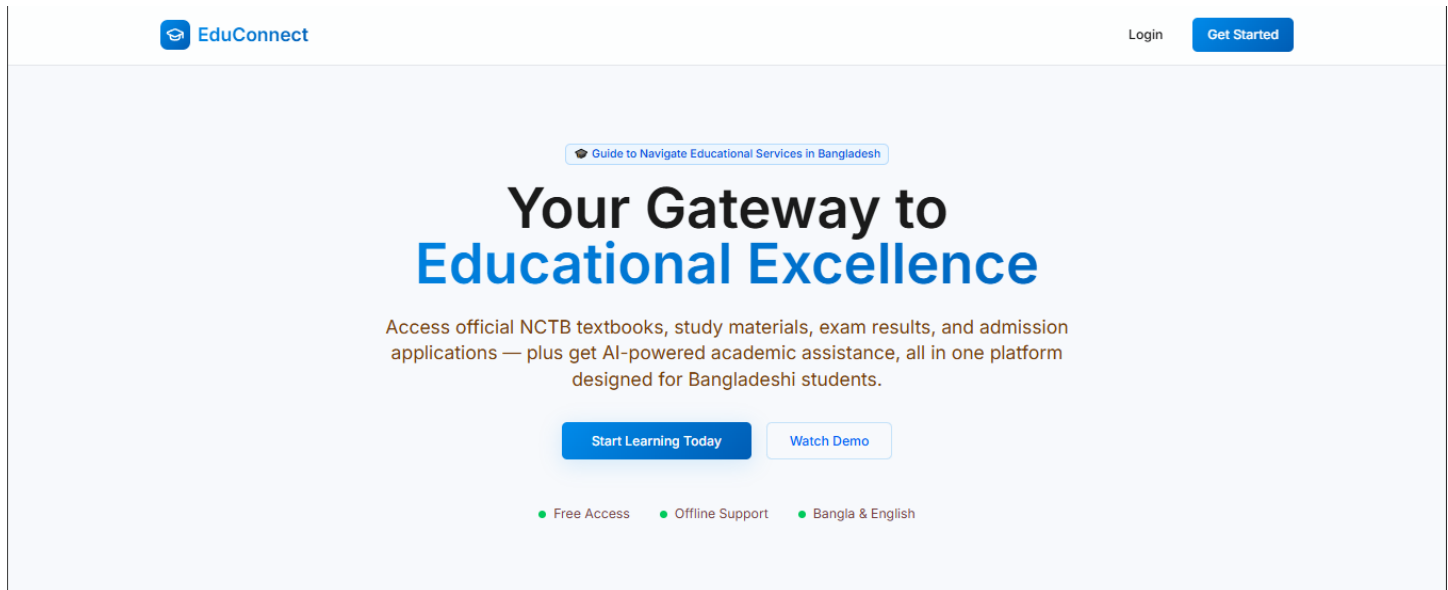 EduConnect
Login
Get Started
Guide to Navigate Educational Services in Bangladesh
Your Gateway to
Educational Excellence
Access official NCTB textbooks, study materials, exam results, and admission
applications — plus get AI-powered academic assistance, all in one platform
designed for Bangladeshi students.
Start Learning Today
Watch Demo
Free Access
Offline Support
Bangla & English